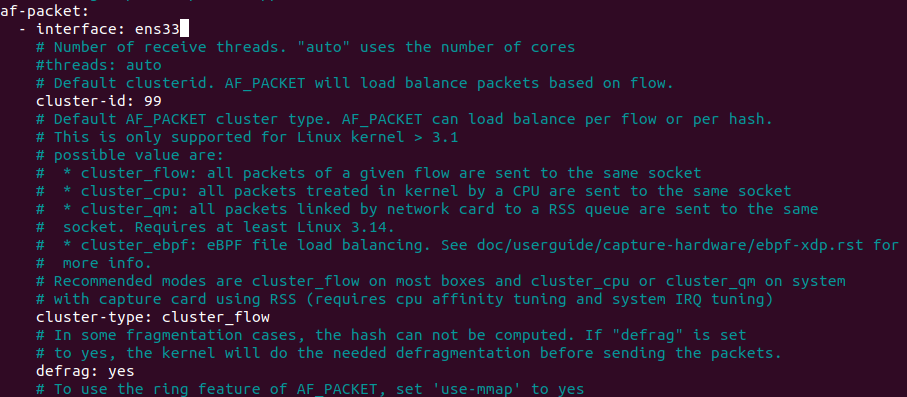 af-packet:
  - interface: ens33
    # Number of receive threads. "auto" uses the number of cores
    #threads: auto
    # Default clusterid. AF_PACKET will load balance packets based on flow.
    cluster-id: 99
    # Default AF_PACKET cluster type. AF_PACKET can load balance per flow or per hash.
    # This is only supported for Linux kernel > 3.1
    # possible value are:
    #  * cluster_flow: all packets of a given flow are sent to the same socket
    #  * cluster_cpu: all packets treated in kernel by a CPU are sent to the same socket
    #  * cluster_qm: all packets linked by network card to a RSS queue are sent to the same
    #  socket. Requires at least Linux 3.14.
    #  * cluster_ebpf: eBPF file load balancing. See doc/userguide/capture-hardware/ebpf-xdp.rst for
    #  more info.
    # Recommended modes are cluster_flow on most boxes and cluster_cpu or cluster_qm on system
    # with capture card using RSS (requires cpu affinity tuning and system IRQ tuning)
    cluster-type: cluster_flow
    # In some fragmentation cases, the hash can not be computed. If "defrag" is set
    # to yes, the kernel will do the needed defragmentation before sending the packets.
    defrag: yes
    # To use the ring feature of AF_PACKET, set 'use-mmap' to yes